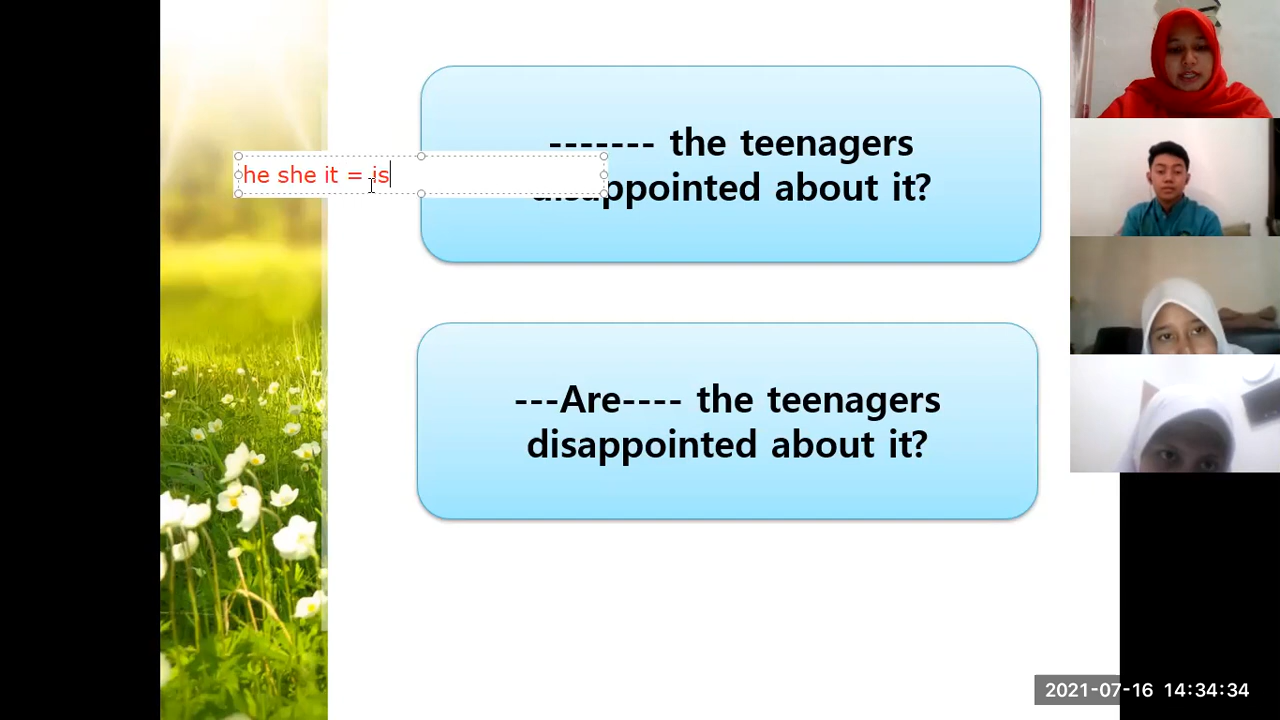 ------- the teenagers
he she it = is
disappointed about it?
---Are---- the teenagers
disappointed about it?
2021-07-16 14:34:34